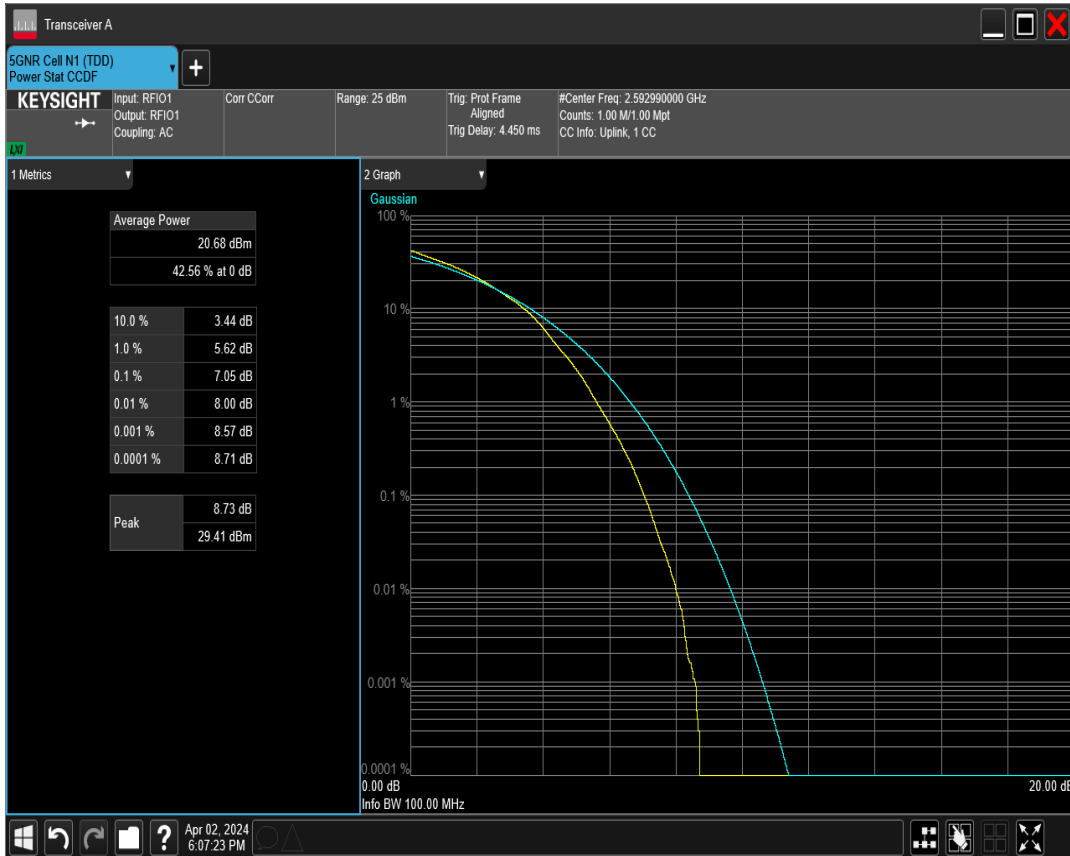 Transceiver A
5GNR Cell N1 (TDD)
Power Stat CCDF
KEYSIGHT
LXI
Input: RFIO1
Output: RFIO1
Coupling: AC
Corr CCorr
Range: 25 dBm
Trig: Prot Frame
Aligned
Trig Delay: 4.450 ms
#Center Freq: 2.592990000 GHz
Counts: 1.00 M/1.00 Mpt
CC Info: Uplink, 1 CC
1 Metrics
Average Power
20.68 dBm
42.56 % at 0 dB
10.0 % 3.44 dB
1.0 % 5.62 dB
0.1 % 7.05 dB
0.01 % 8.00 dB
0.001 % 8.57 dB
0.0001 % 8.71 dB
Peak
8.73 dB
29.41 dBm
2 Graph
Gaussian
100 %
10 %
1 %
0.1 %
0.01 %
0.001 %
0.0001 %
0.00 dB 20.00 dB
Info BW 100.00 MHz
? Apr 02, 2024
6:07:23 PM